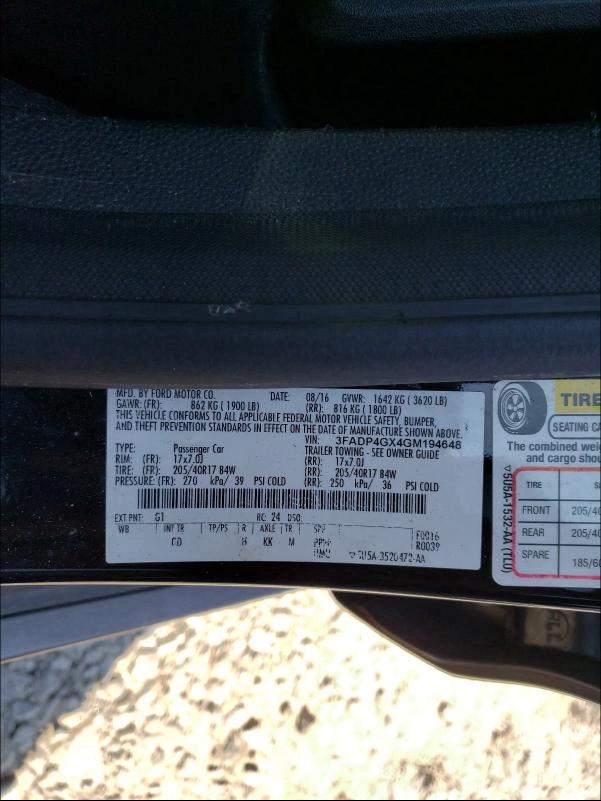 MFD. BY FORD MOTOR CO.
DATE: 08/16 GVWR: 1642 KG ( 3620 LB)
GAWR: (FR): 862 KG ( 1900 LB) (RR): 816 KG ( 1800 LB)
THIS VEHICLE CONFORMS TO ALL APPLICABLE FEDERAL MOTOR VEHICLE SAFETY, BUMPER,
AND THEFT PREVENTION STANDARDS IN EFFECT ON THE DATE OF MANUFACTURE SHOWN ABOVE.
VIN: 3FADP4GX4GM194648
TYPE: Passenger Car TRAILER TOWING - SEE OWNER GUIDE
RIM: (FR): 17x7.0J (RR): 17x7.0J
TIRE: (FR): 205/40R17 84W (RR): 205/40R17 84W
PRESSURE: (FR) 270 kPa/ 39 PSI COLD (RR): 250 kPa/ 36 PSI COLD
EXT PNT: G1 RC: 24 DSO:
WB INT TR TP/PS R AXLE TR SPR F0016
H KK M R0039
TIRE
SEATING CA
The combined weig
and cargo shou
TIRE S
FRONT 205/40
REAR 205/40
SPARE 185/60